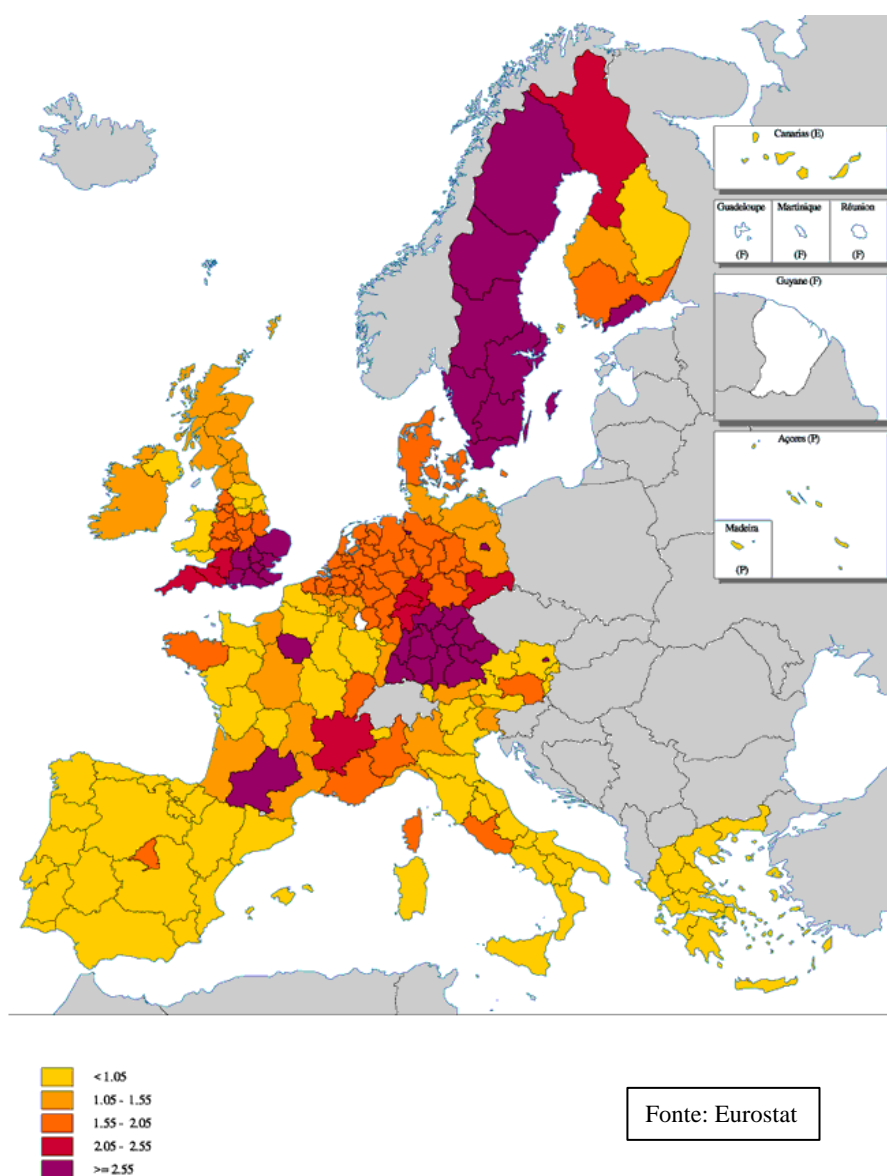 Canarias (E)
Guadeloupe
Martinique
Réunion
(F)
(F)
(F)
Guyane (F)
Açores (P)
Madeira
(P)
< 1.05
1.05 - 1.55
1.55 - 2.05
2.05 - 2.55
>= 2.55
Fonte: Eurostat